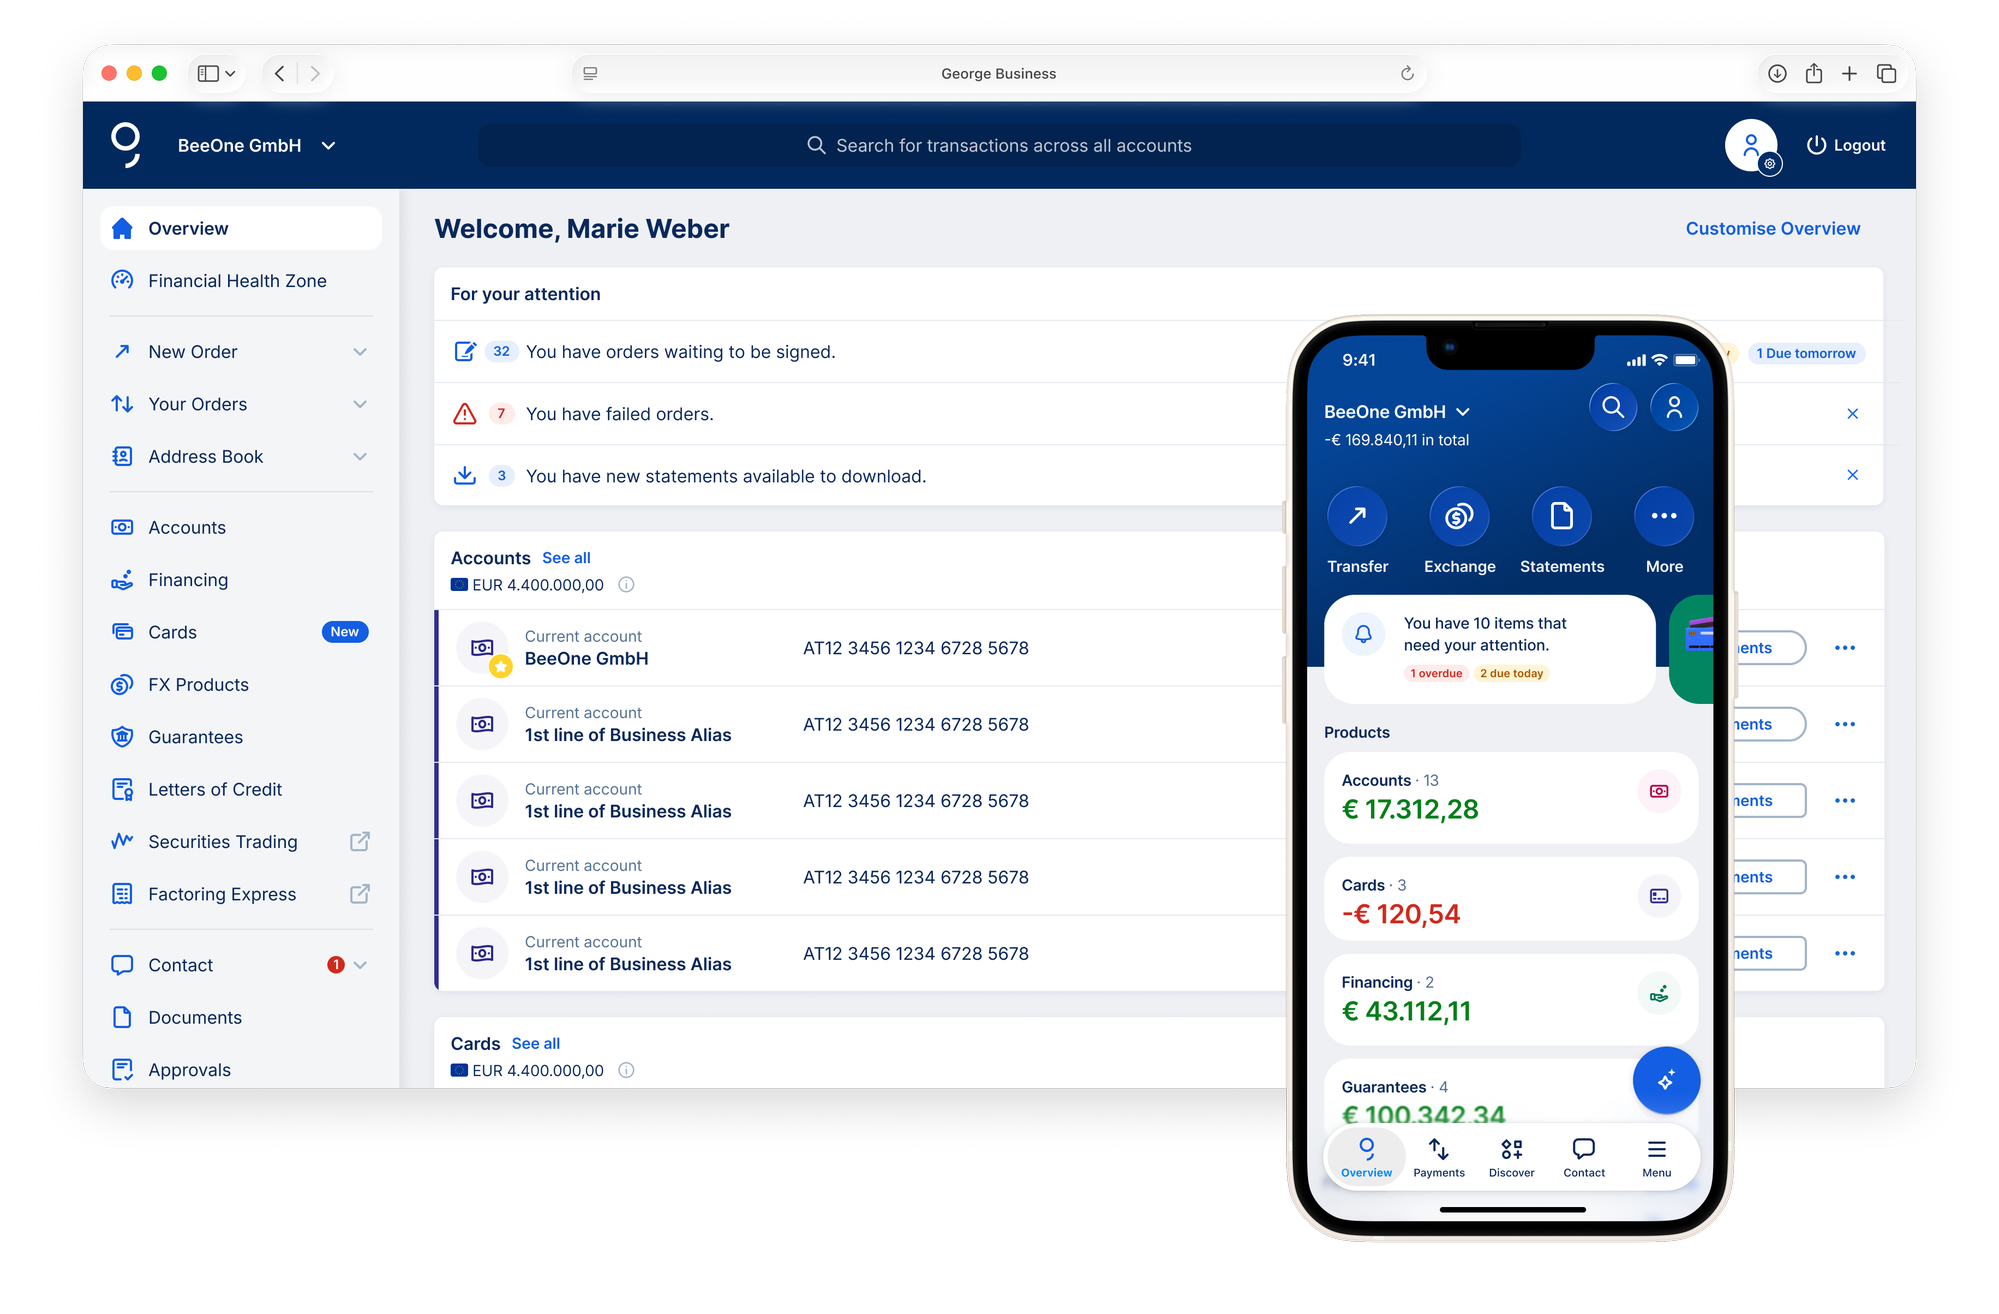 George Business
BeeOne GmbH
Search for transactions across all accounts
Logout
Overview
Financial Health Zone
New Order
Your Orders
Address Book
Accounts
Financing
Cards
New
FX Products
Guarantees
Letters of Credit
Securities Trading
Factoring Express
Contact
1
Documents
Approvals
Welcome, Marie Weber
Customise Overview
For your attention
32 You have orders waiting to be signed.
1 Due tomorrow
7 You have failed orders.
3 You have new statements available to download.
Accounts See all
EUR 4.400.000,00
Current account
BeeOne GmbH
AT12 3456 1234 6728 5678
Current account
1st line of Business Alias
AT12 3456 1234 6728 5678
Current account
1st line of Business Alias
AT12 3456 1234 6728 5678
Current account
1st line of Business Alias
AT12 3456 1234 6728 5678
Current account
1st line of Business Alias
AT12 3456 1234 6728 5678
Cards See all
EUR 4.400.000,00
9:41
BeeOne GmbH
-€ 169.840,11 in total
Transfer
Exchange
Statements
More
You have 10 items that
need your attention.
1 overdue
2 due today
Products
Accounts · 13
€ 17.312,28
Cards · 3
-€ 120,54
Financing · 2
€ 43.112,11
Guarantees · 4
€ 100.342,34
Overview
Payments
Discover
Contact
Menu